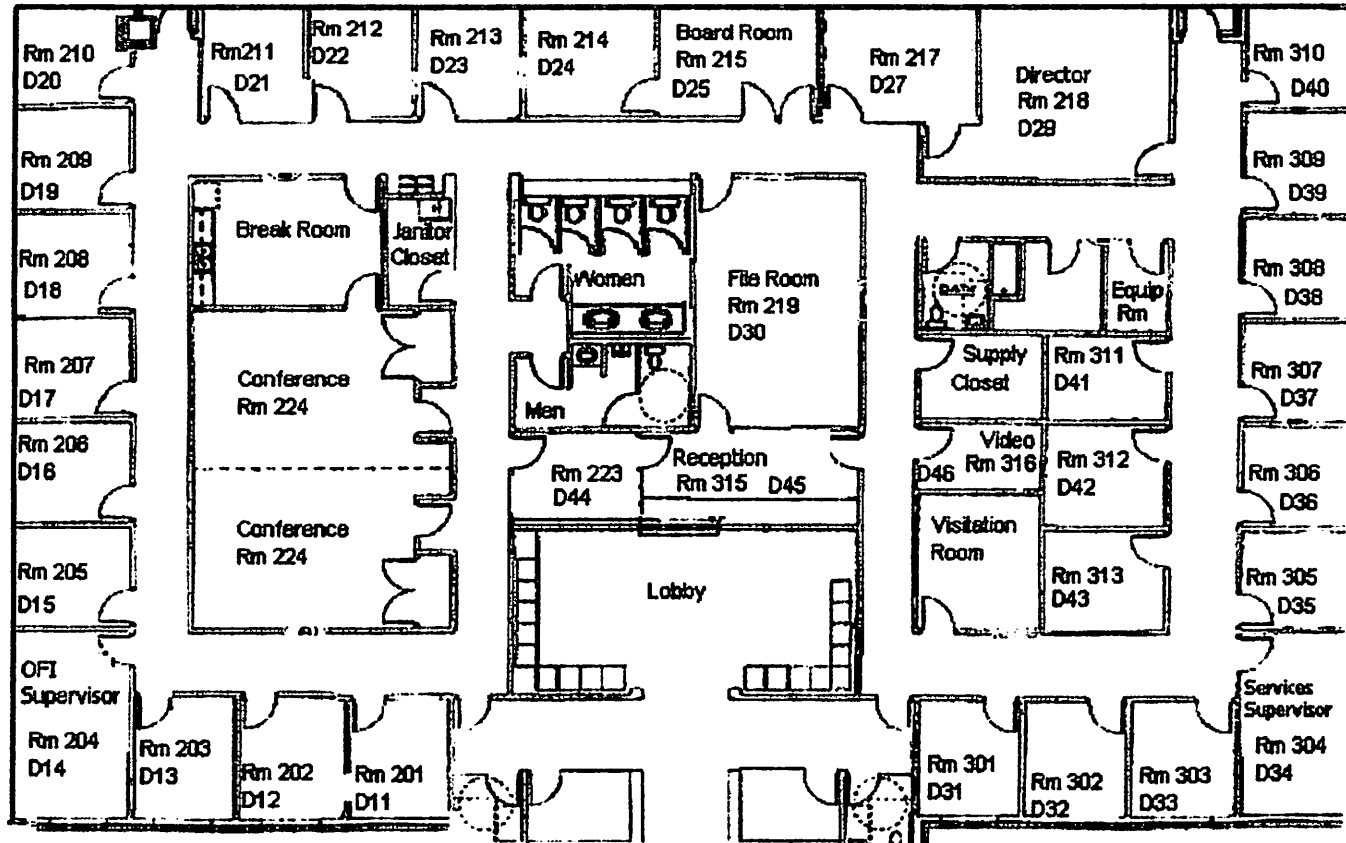 Rm 210
D20
Rm211
D21
Rm 212
D22
Rm 213
D23
Rm 214
D24
Board Room
Rm 215
D25
Rm 217
D27
Director
Rm 218
D29
Rm 310
D40
Rm 209
D19
Rm 309
D39
Break Room
Janitor
Closet
Women
File Room
Rm 219
D30
BATH
Equip
Rm
Rm 208
D18
Rm 308
D38
Rm 207
D17
Conference
Rm 224
Men
Supply
Closet
Rm 311
D41
Rm 307
D37
Rm 206
D16
Rm 223
D44
Reception
Rm 315
D45
Video
D46
Rm 316
Rm 312
D42
Rm 306
D36
Conference
Rm 224
Visitation
Room
Rm 205
D15
Lobby
Rm 313
D43
Rm 305
D35
OFI
Supervisor
Rm 204
D14
Rm 203
D13
Rm 202
D12
Rm 201
D11
Rm 301
D31
Rm 302
D32
Rm 303
D33
Services
Supervisor
Rm 304
D34